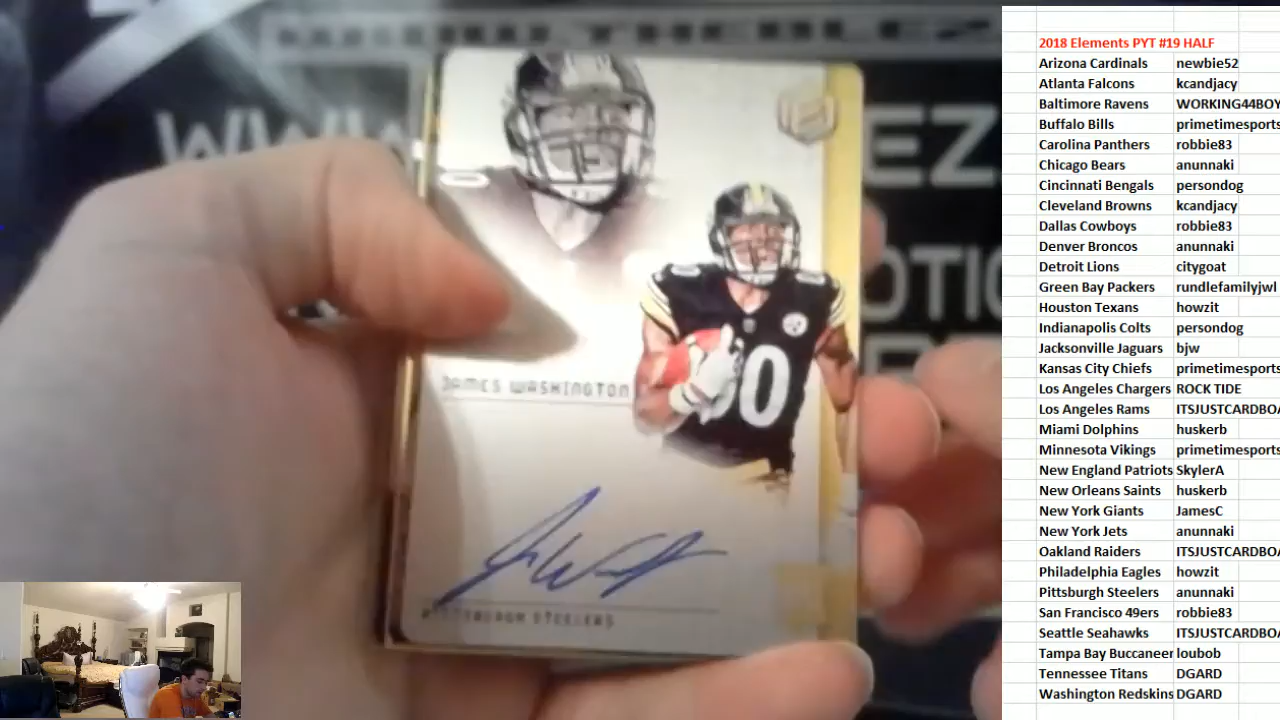 WWW
EZ
OTIO
JAMES WASHINGTON
80
PITTSBURGH STEELERS
2018 Elements PYT #19 HALF
Arizona Cardinals newbie52
Atlanta Falcons kcandjacy
Baltimore Ravens WORKING44BOY
Buffalo Bills primetimesports
Carolina Panthers robbie83
Chicago Bears anunnaki
Cincinnati Bengals persondog
Cleveland Browns kcandjacy
Dallas Cowboys robbie83
Denver Broncos anunnaki
Detroit Lions citygoat
Green Bay Packers rundlefamilyjwl
Houston Texans howzit
Indianapolis Colts persondog
Jacksonville Jaguars bjw
Kansas City Chiefs primetimesports
Los Angeles Chargers ROCK TIDE
Los Angeles Rams ITSJUSTCARDBOA
Miami Dolphins huskerb
Minnesota Vikings primetimesports
New England Patriots SkylerA
New Orleans Saints huskerb
New York Giants JamesC
New York Jets anunnaki
Oakland Raiders ITSJUSTCARDBOA
Philadelphia Eagles howzit
Pittsburgh Steelers anunnaki
San Francisco 49ers robbie83
Seattle Seahawks ITSJUSTCARDBOA
Tampa Bay Buccaneer loubob
Tennessee Titans DGARD
Washington Redskins DGARD